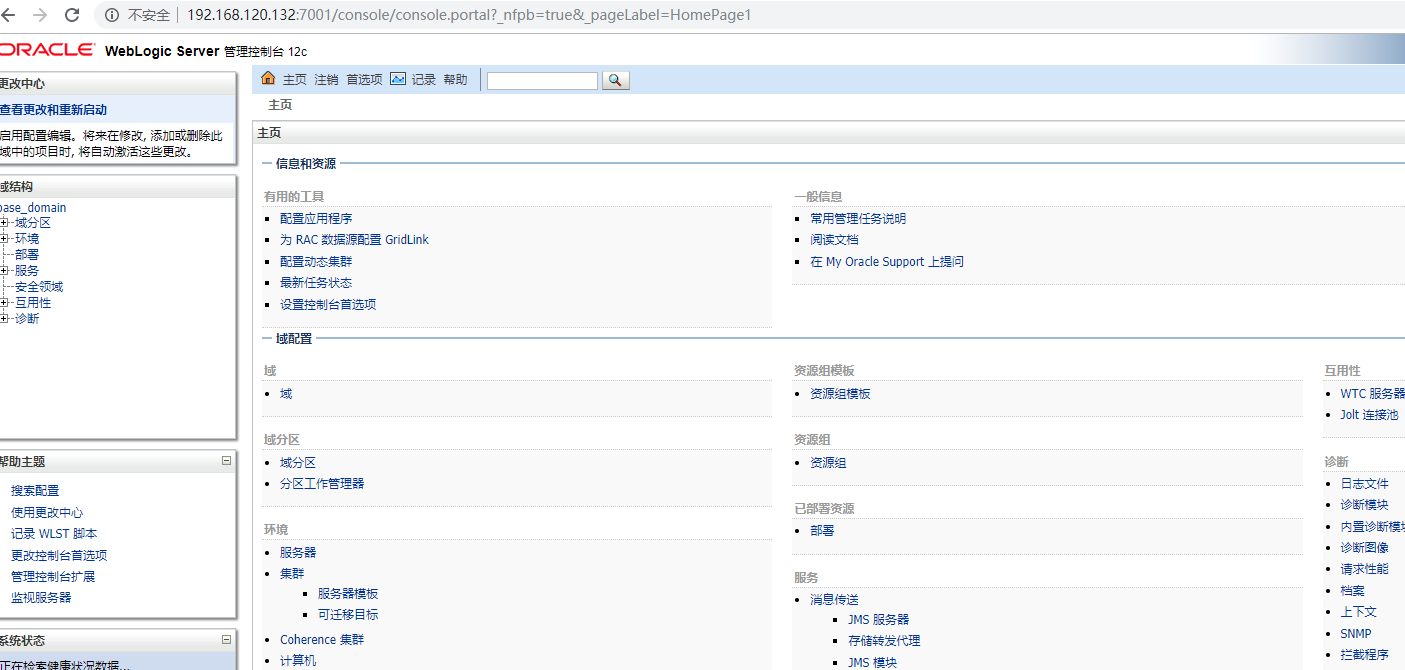 不安全 192.168.120.132:7001/console/console.portal?_nfpb=true&_pageLabel=HomePage1
ORACLE WebLogic Server 管理控制台 12c
更改中心
查看更改和重新启动
启用配置编辑。将来在修改, 添加或删除此
域中的项目时, 将自动激活这些更改。
域结构
base_domain
域分区
环境
部署
服务
安全领域
互用性
诊断
帮助主题
搜索配置
使用更改中心
记录 WLST 脚本
更改控制台首选项
管理控制台扩展
监视服务器
系统状态
正在检索健康状况数据...
主页 注销 首选项 记录 帮助
主页
主页
信息和资源
有用的工具
配置应用程序
为 RAC 数据源配置 GridLink
配置动态集群
最新任务状态
设置控制台首选项
一般信息
常用管理任务说明
阅读文档
在 My Oracle Support 上提问
域配置
域
域
域分区
域分区
分区工作管理器
环境
服务器
集群
服务器模板
可迁移目标
Coherence 集群
计算机
资源组模板
资源组模板
资源组
资源组
已部署资源
部署
服务
消息传送
JMS 服务器
存储转发代理
JMS 模块
互用性
WTC 服务器
Jolt 连接池
诊断
日志文件
诊断模块
内置诊断模块
诊断图像
请求性能
档案
上下文
SNMP
拦截程序